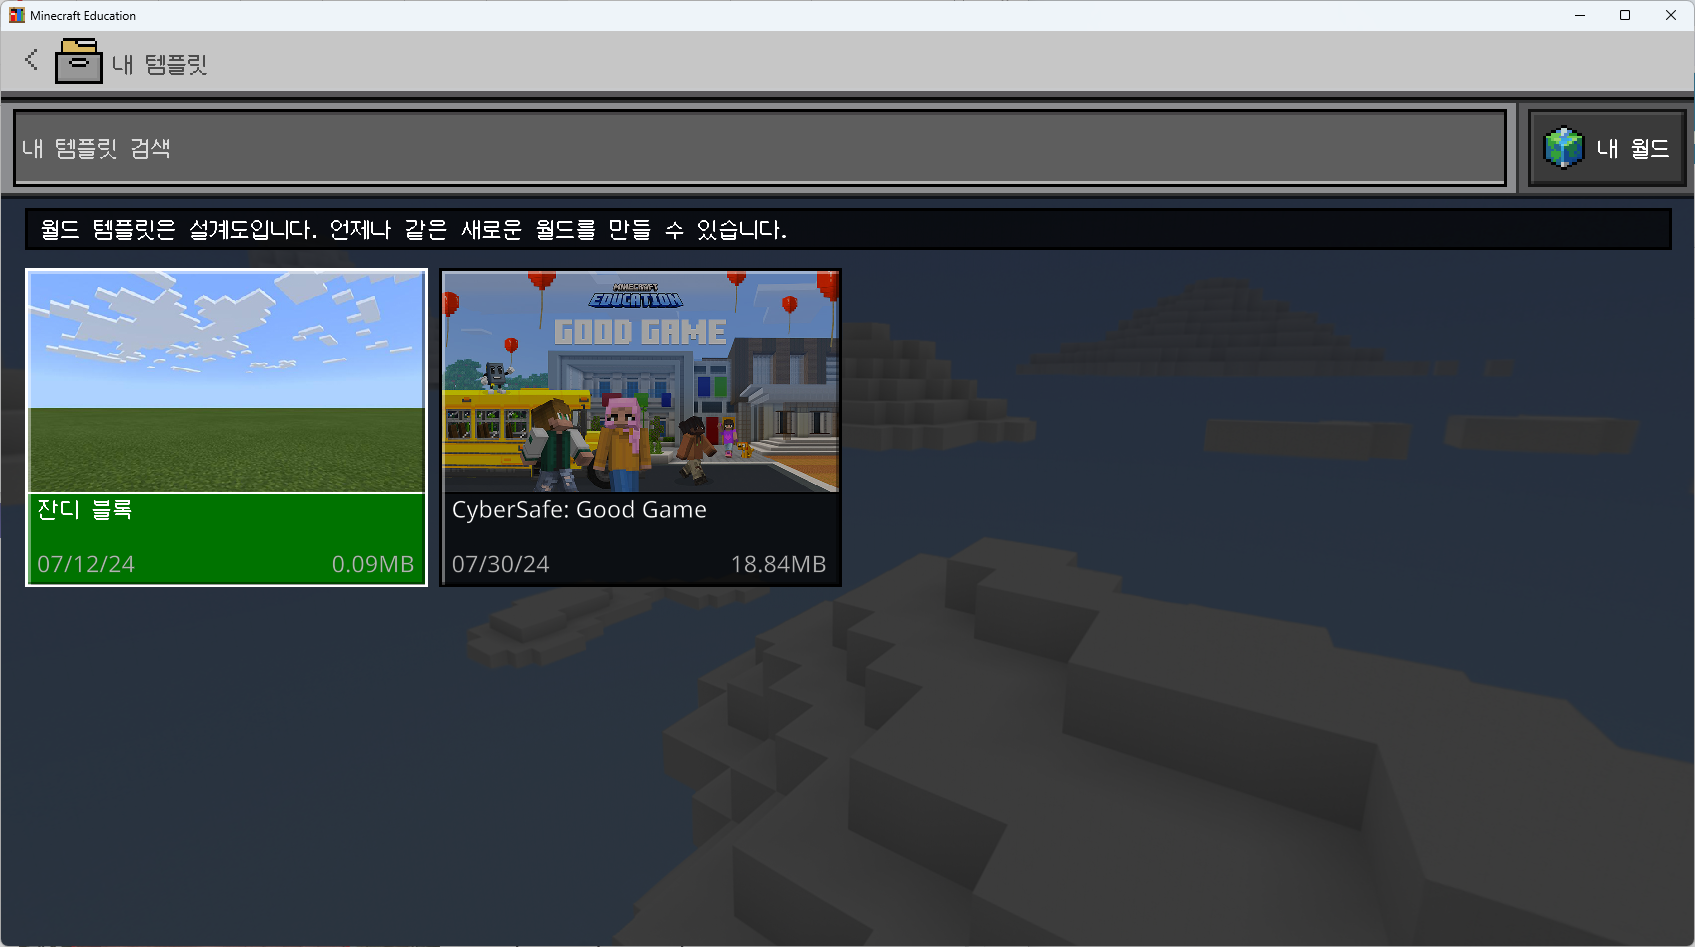 Minecraft Education
내 템플릿
내 템플릿 검색
내 월드
월드 템플릿은 설계도입니다. 언제나 같은 새로운 월드를 만들 수 있습니다.
MINECRAFT
EDUCATION
GOOD GAME
잔디 블록
07/12/24 0.09MB
CyberSafe: Good Game
07/30/24 18.84MB